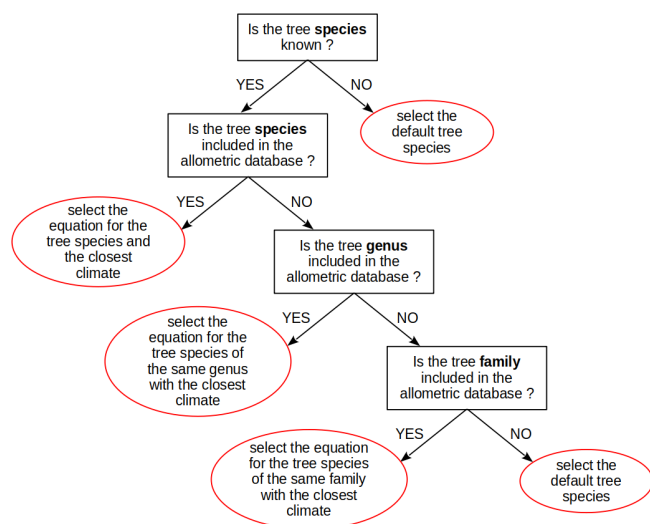 Is the tree species
known ?
YES
NO
select the
default tree
species
Is the tree species
included in the
allometric database ?
YES
NO
select the
equation for the
tree species and
the closest
climate
Is the tree genus
included in the
allometric database ?
YES
NO
select the
equation for the
tree species of
the same genus
with the closest
climate
Is the tree family
included in the
allometric database ?
YES
NO
select the equation
for the tree species
of the same family
with the closest
climate
select the
default tree
species